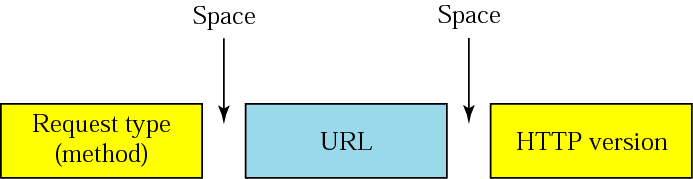 Space
Space
Request type
(method)
URL
HTTP version